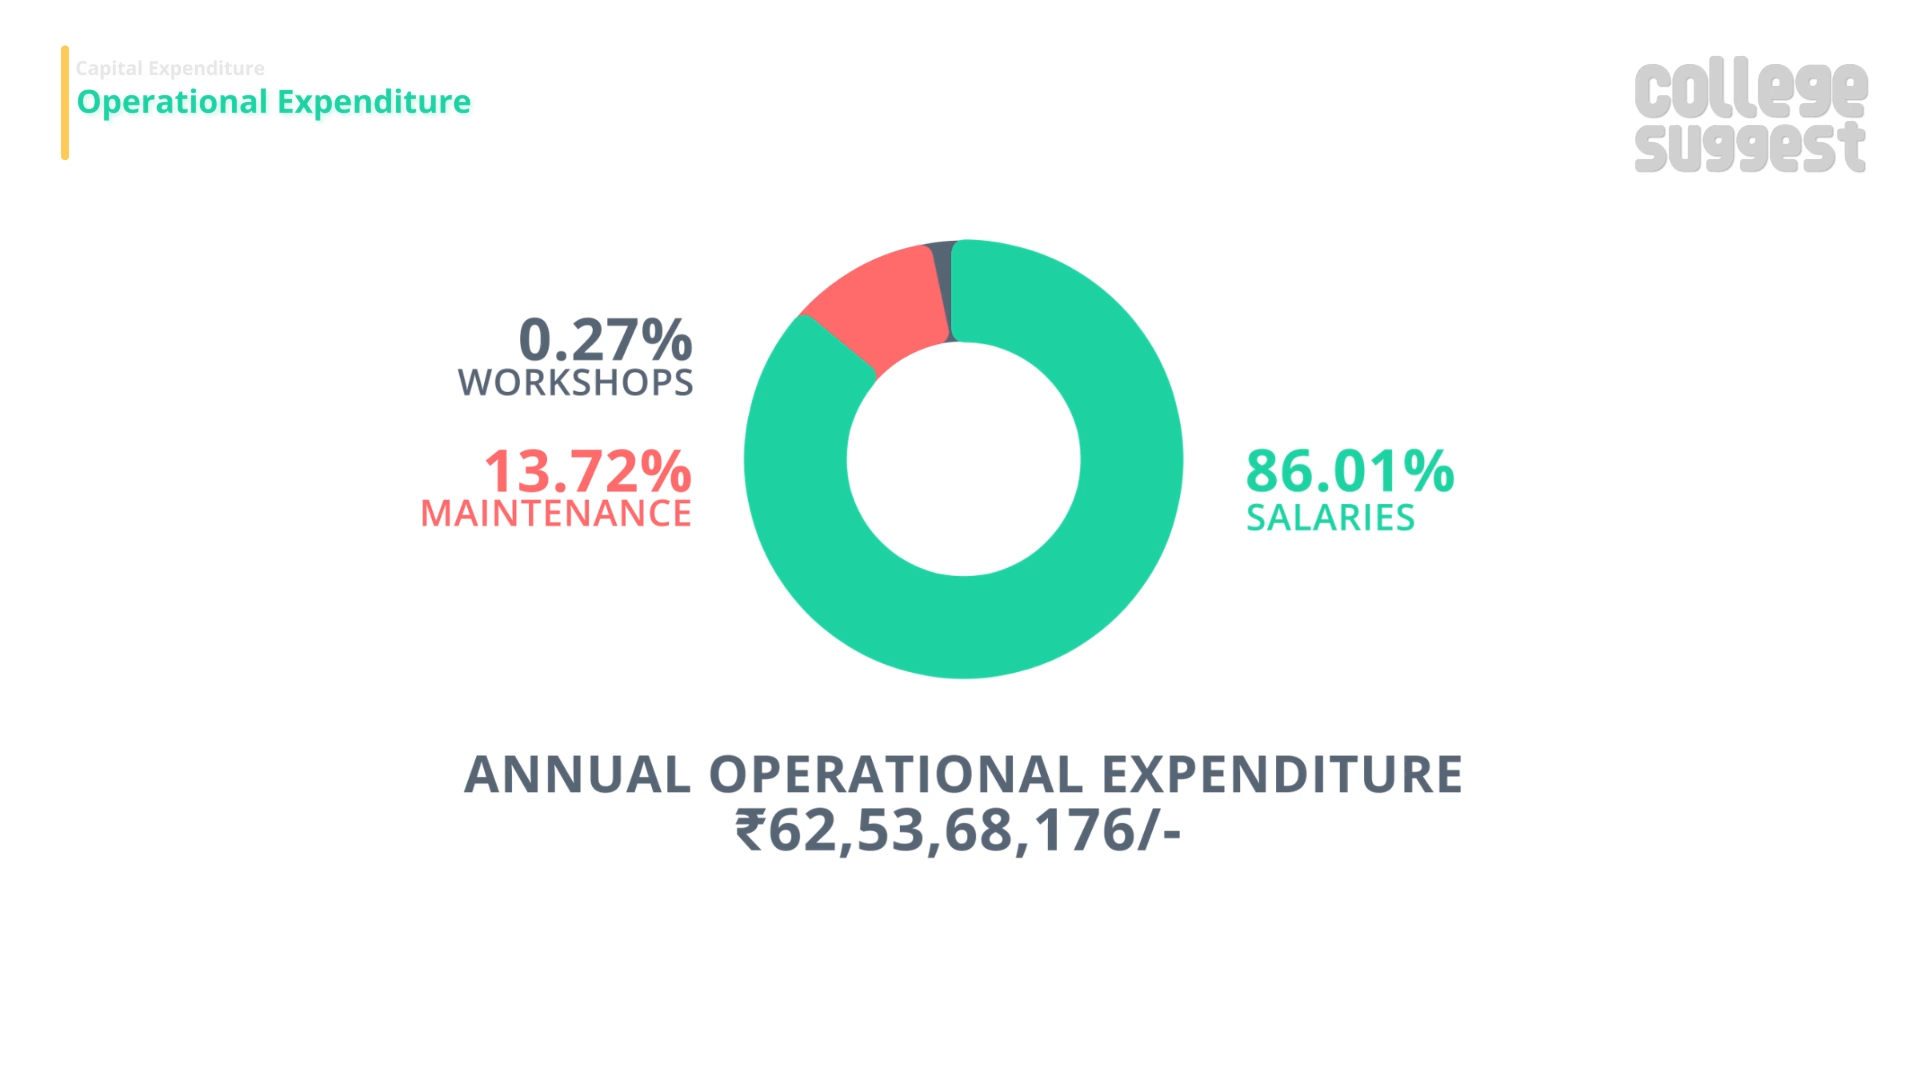 Capital Expenditure
Operational Expenditure
college
suggest
0.27%
WORKSHOPS
13.72%
MAINTENANCE
86.01%
SALARIES
ANNUAL OPERATIONAL EXPENDITURE
₹62,53,68,176/-